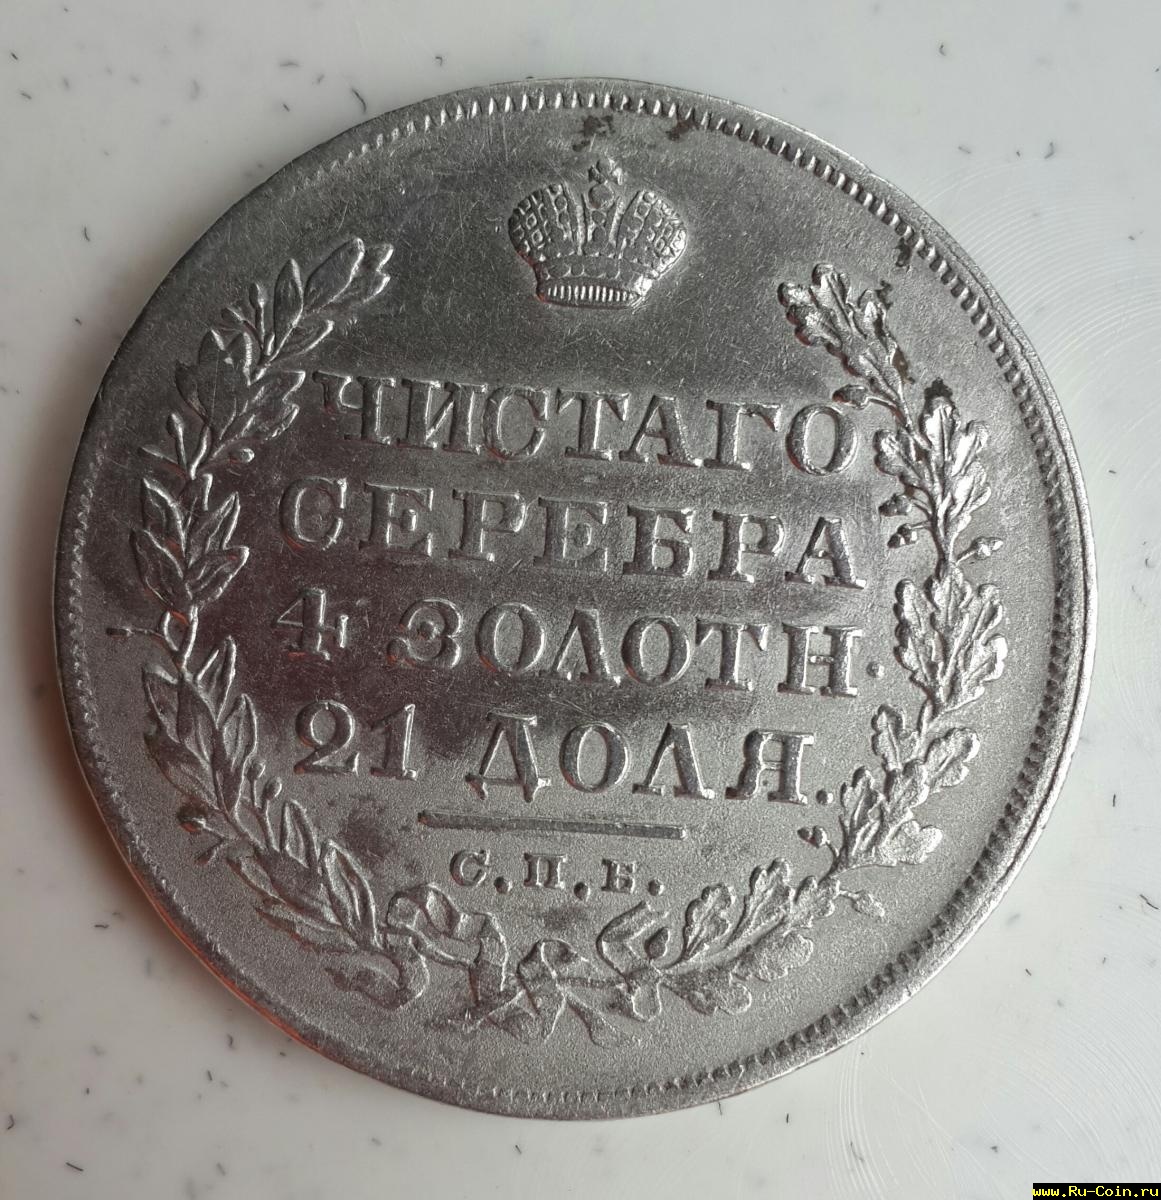 ЧИСТАГО
СЕРЕБРА
4 ЗОЛОТН.
21 ДОЛЯ.
С.П.Б.
www.Ru-Coin.ru